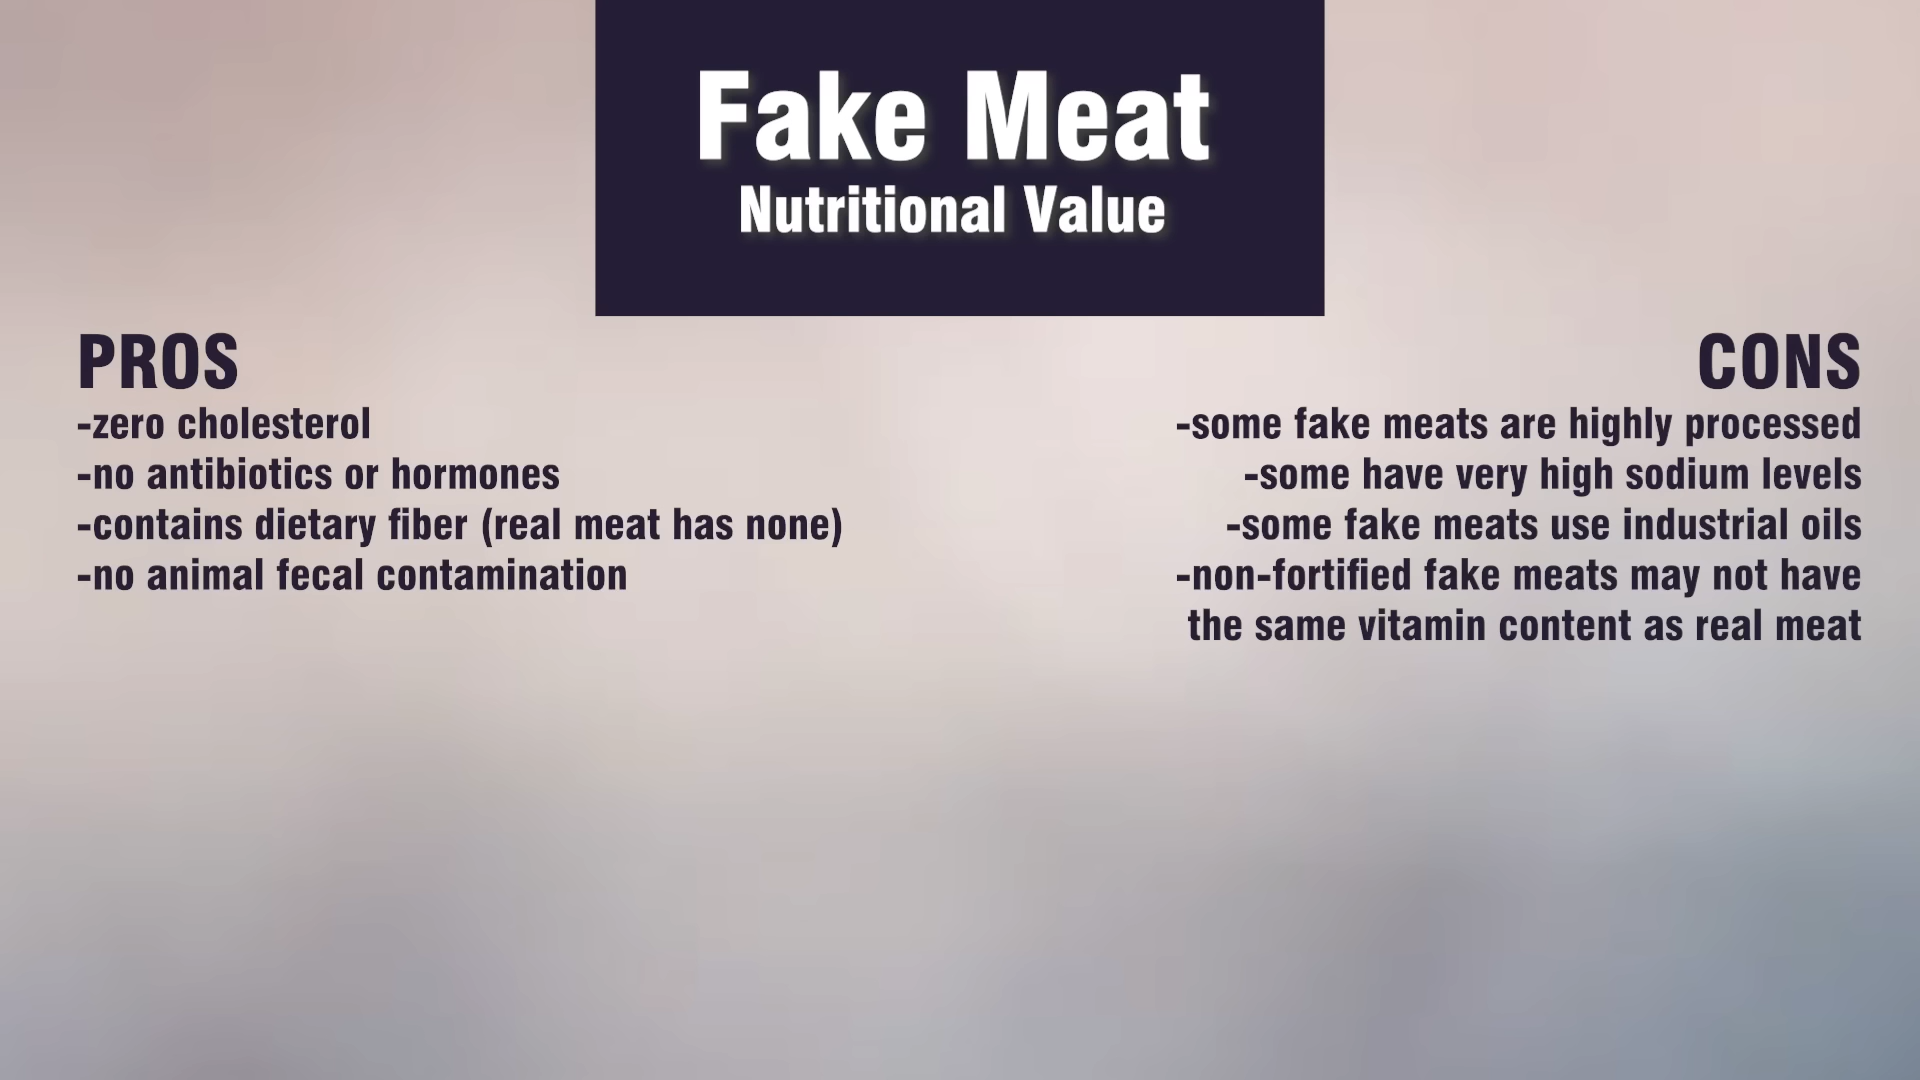 Fake Meat
Nutritional Value
PROS
-zero cholesterol
-no antibiotics or hormones
-contains dietary fiber (real meat has none)
-no animal fecal contamination
CONS
-some fake meats are highly processed
-some have very high sodium levels
-some fake meats use industrial oils
-non-fortified fake meats may not have
the same vitamin content as real meat